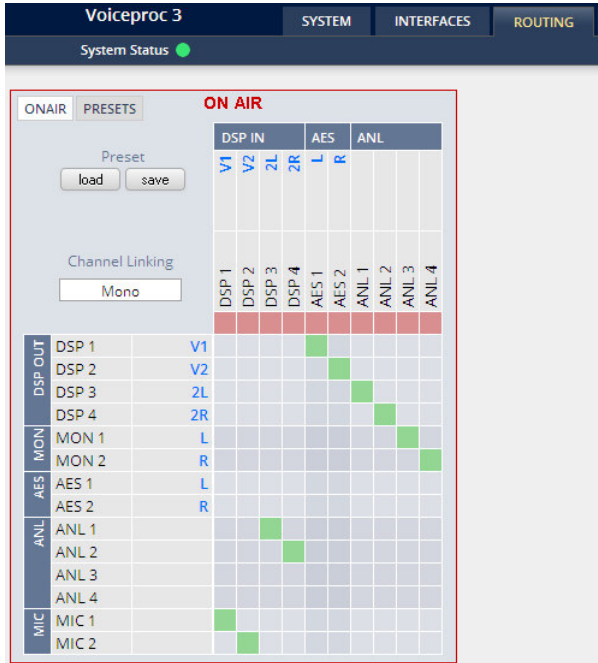 Voiceproc 3
SYSTEM
INTERFACES
ROUTING
System Status
ONAIR
PRESETS
ON AIR
DSP IN
AES
ANL
Preset
load
save
V1
V2
2L
2R
L
R
Channel Linking
Mono
DSP 1
DSP 2
DSP 3
DSP 4
AES 1
AES 2
ANL 1
ANL 2
ANL 3
ANL 4
DSP OUT
DSP 1 V1
DSP 2 V2
DSP 3 2L
DSP 4 2R
MON
MON 1 L
MON 2 R
AES
AES 1 L
AES 2 R
ANL
ANL 1
ANL 2
ANL 3
ANL 4
MIC
MIC 1
MIC 2